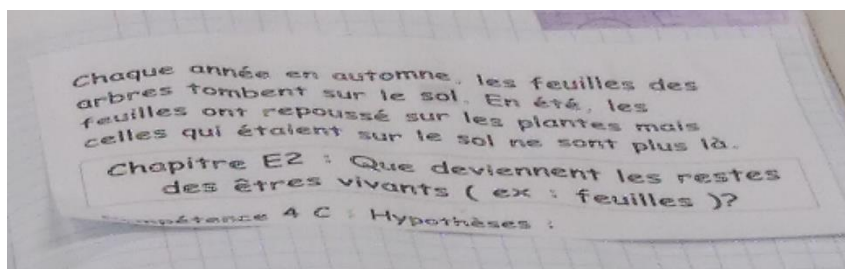 Chaque année en automne, les feuilles des
arbres tombent sur le sol. En été, les
feuilles ont repoussé sur les plantes mais
celles qui étaient sur le sol ne sont plus là.
Chapitre E2 : Que deviennent les restes
des êtres vivants ( ex : feuilles )?
4 C : Hypothèses :